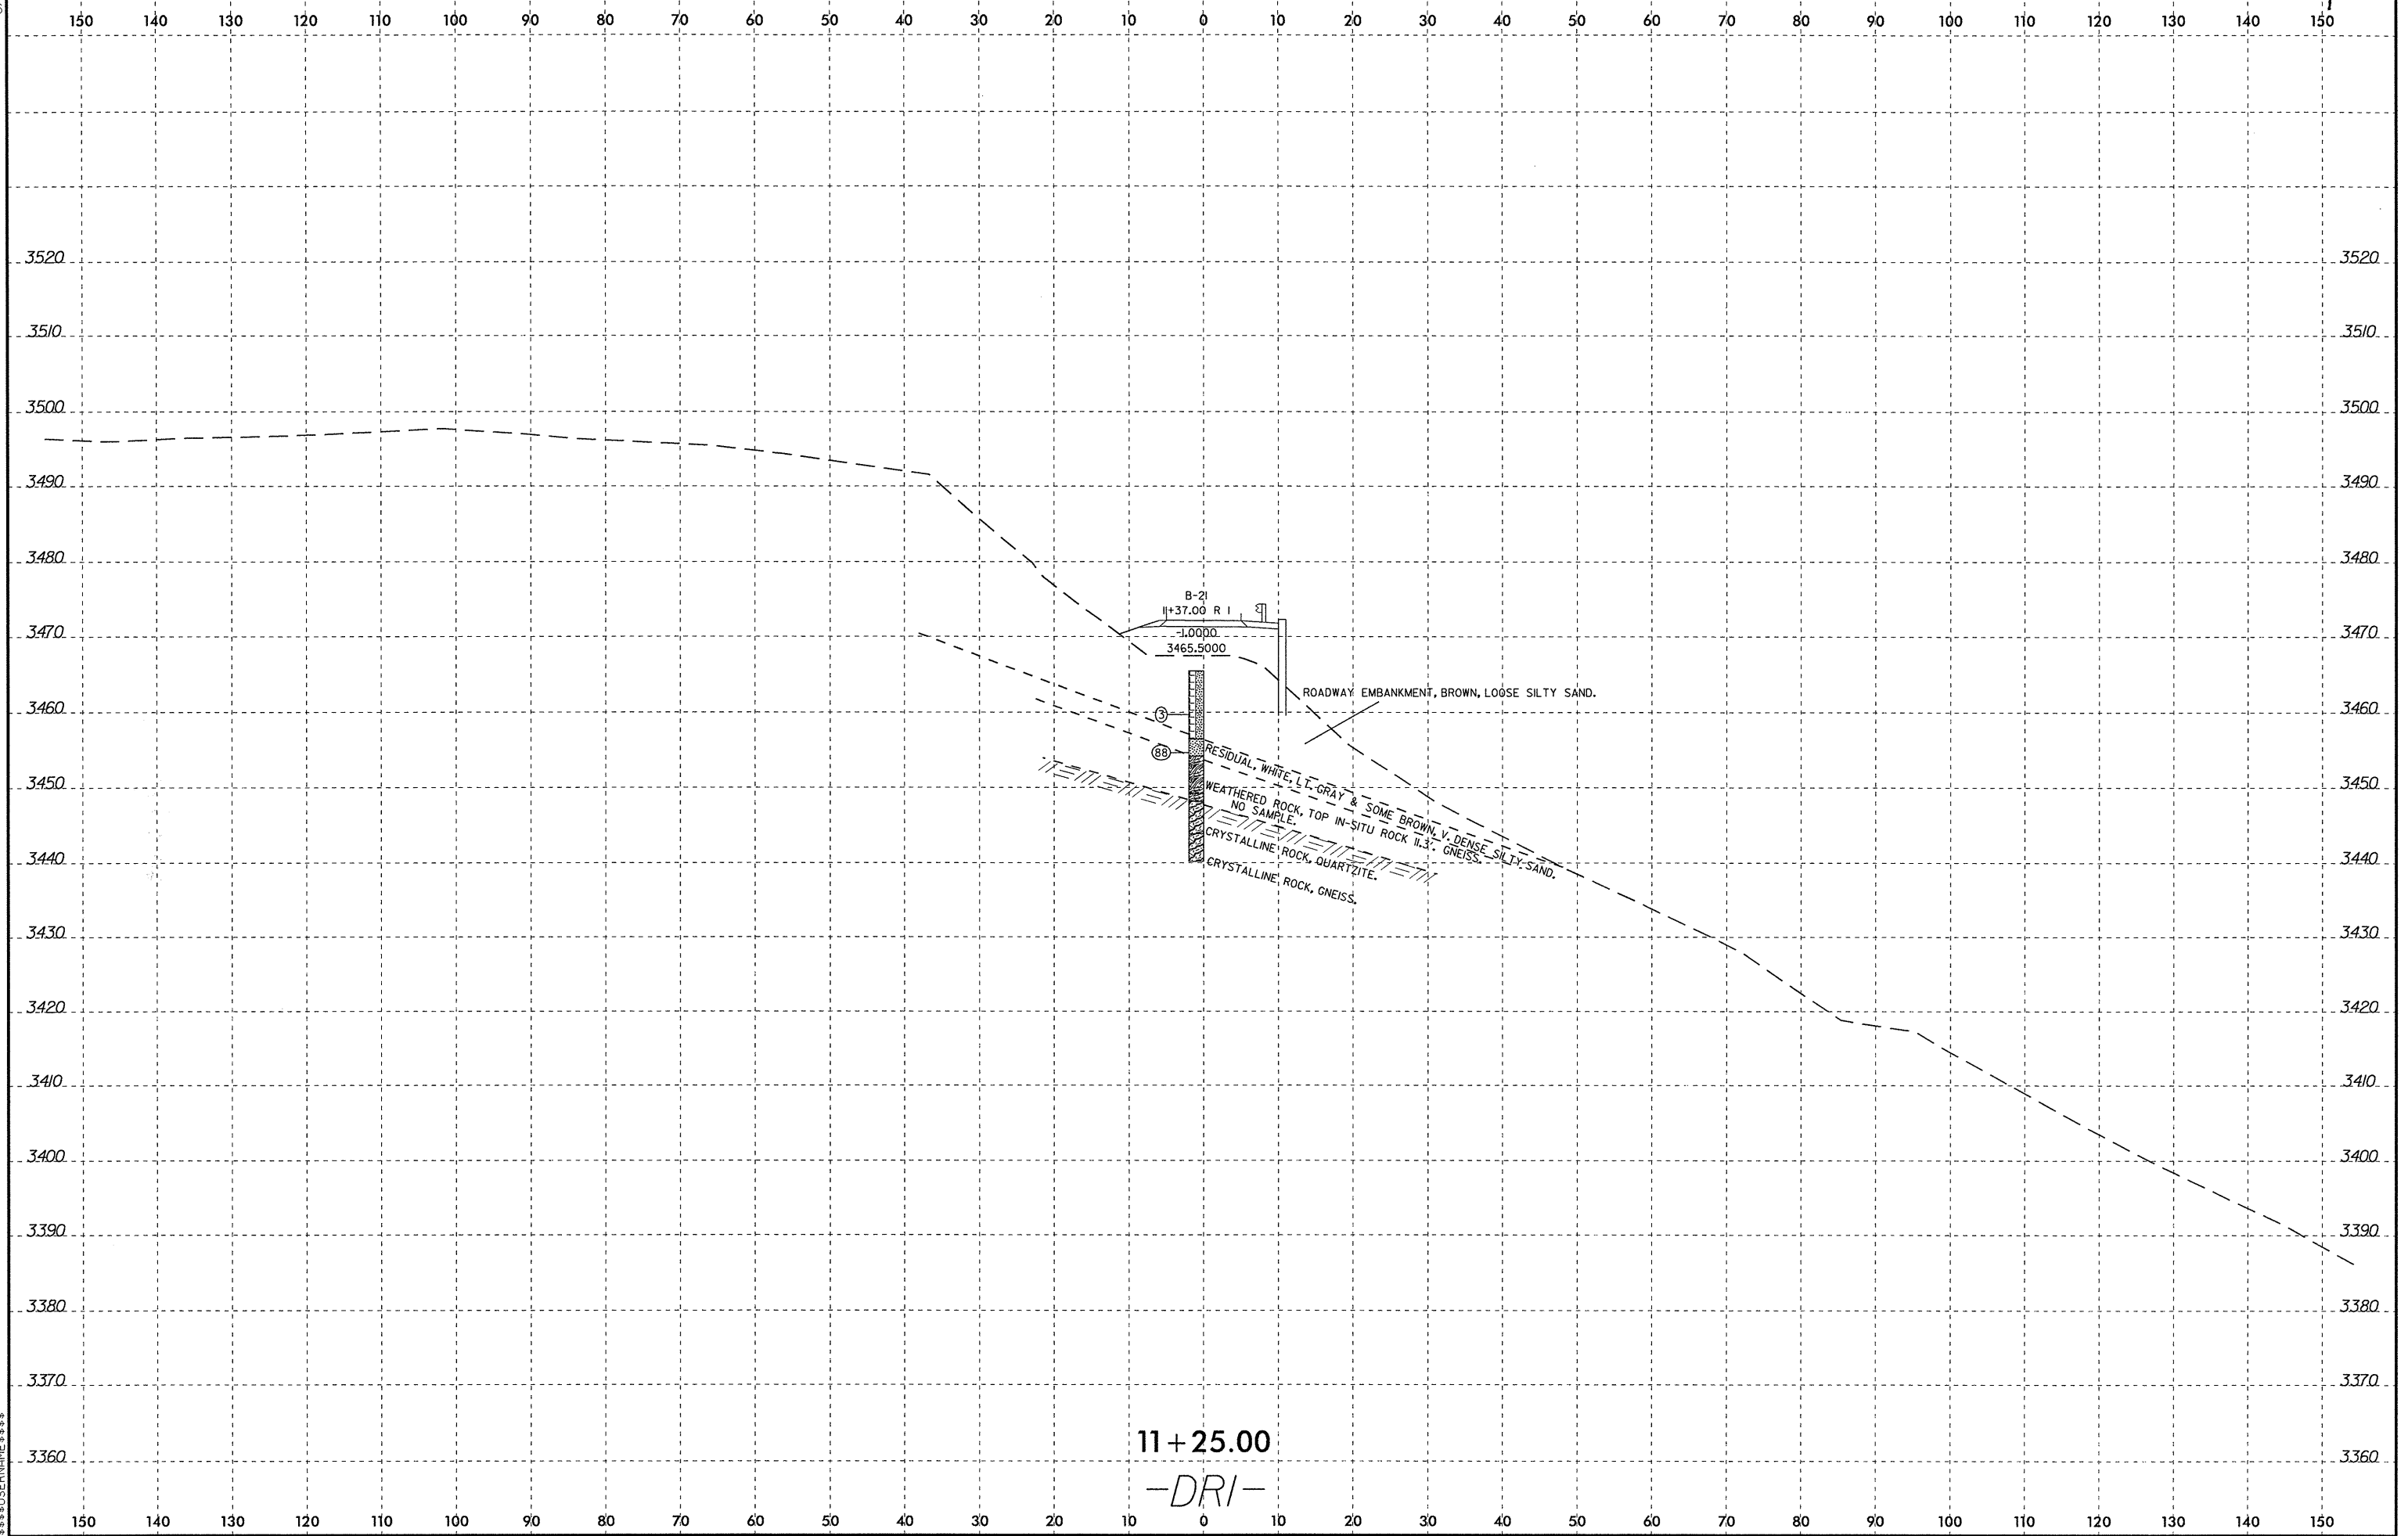 150 140 130 120 110 100 90 80 70 60 50 40 30 20 10 0 10 20 30 40 50 60 70 80 90 100 110 120 130 140 150
3520 3520
3510 3510
3500 3500
3490 3490
3480 3480
B-21
11+37.00 R 1
3470 -1.0000 3470
3465.5000
ROADWAY EMBANKMENT, BROWN, LOOSE SILTY SAND.
3460 3 3460
88
RESIDUAL, WHITE, LT. GRAY & SOME BROWN, V. DENSE SILTY SAND.
3450 3450
WEATHERED ROCK, TOP IN-SITU ROCK 11.3'. GNEISS.
NO SAMPLE.
CRYSTALLINE ROCK, QUARTZITE.
3440 3440
CRYSTALLINE ROCK, GNEISS.
3430 3430
3420 3420
3410 3410
3400 3400
3390 3390
3380 3380
3370 3370
11+25.00
3360 3360
-DR1-
150 140 130 120 110 100 90 80 70 60 50 40 30 20 10 0 10 20 30 40 50 60 70 80 90 100 110 120 130 140 150